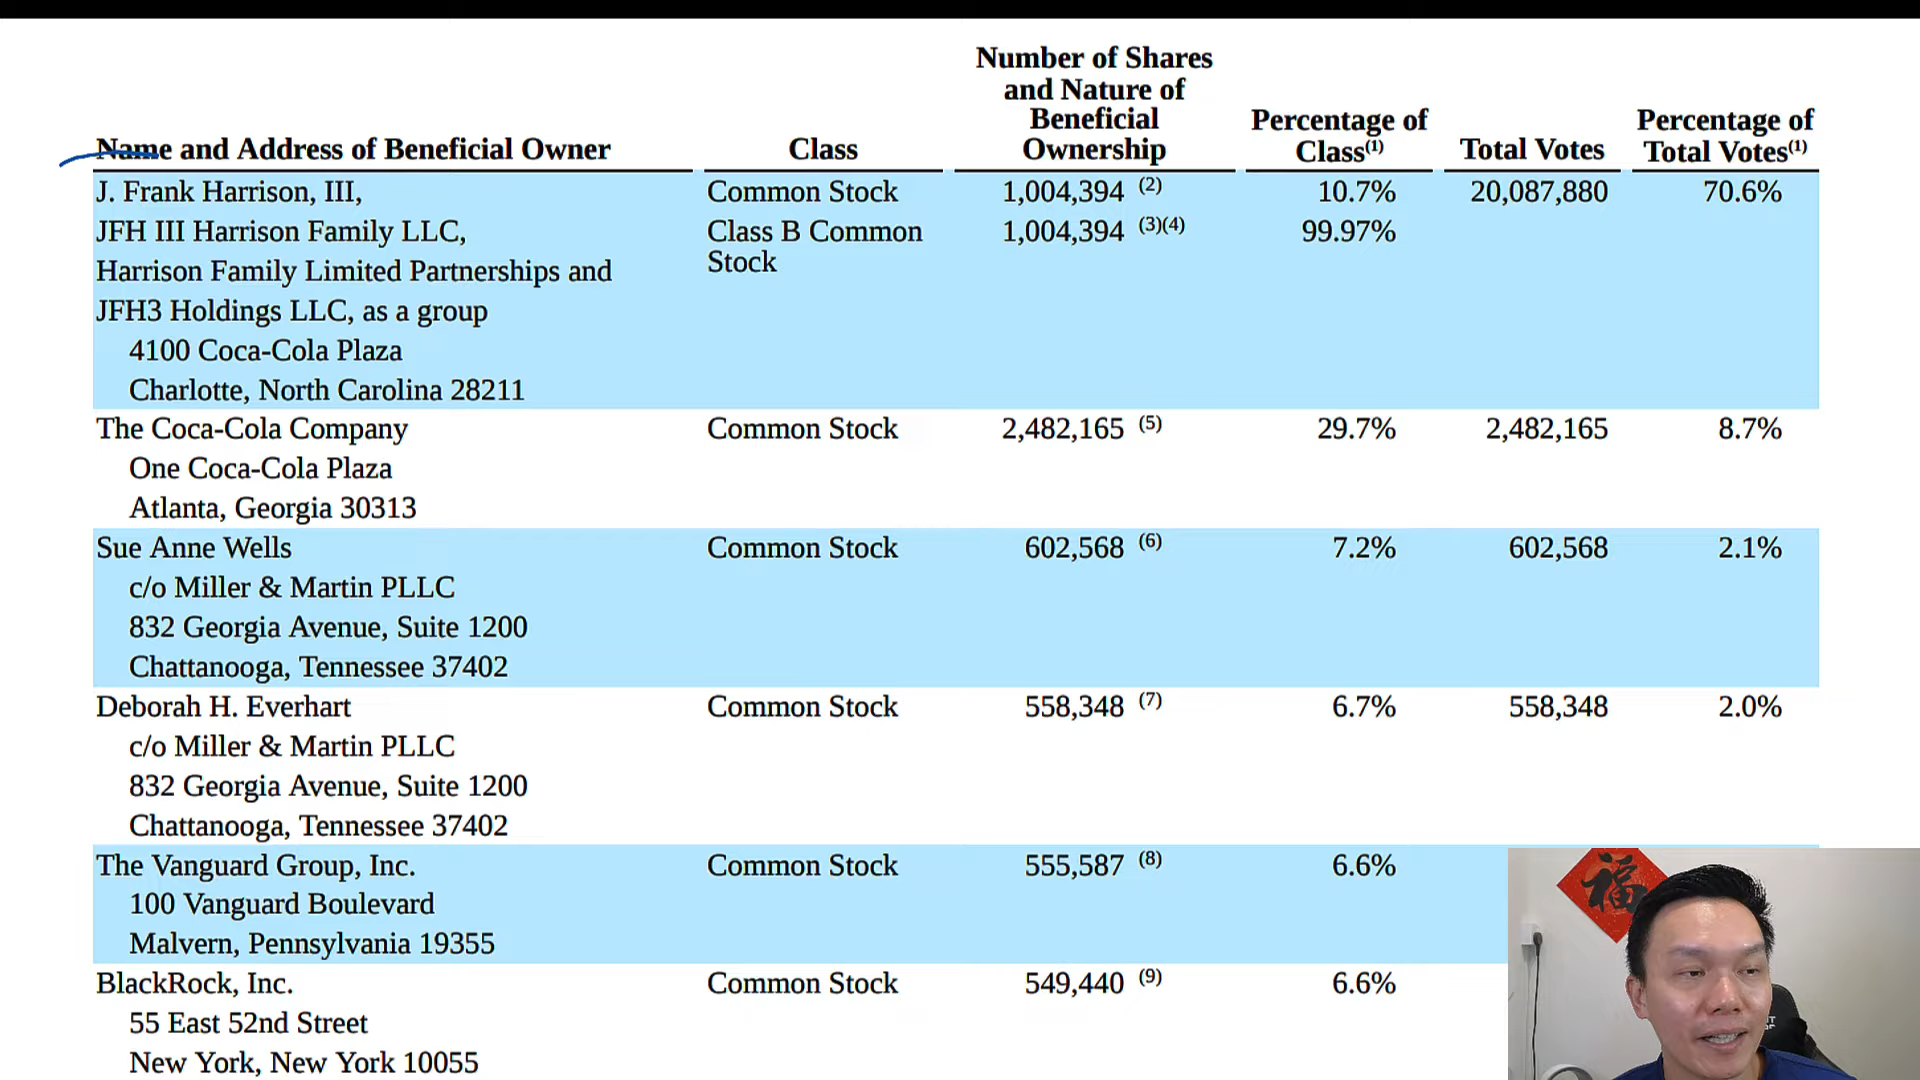 Number of Shares
and Nature of
Beneficial
Ownership
Percentage of
Class(1)
Percentage of
Total Votes(1)
Name and Address of Beneficial Owner Class Total Votes
J. Frank Harrison, III, Common Stock 1,004,394 (2) 10.7% 20,087,880 70.6%
JFH III Harrison Family LLC, Class B Common 1,004,394 (3)(4) 99.97%
Stock
Harrison Family Limited Partnerships and
JFH3 Holdings LLC, as a group
4100 Coca-Cola Plaza
Charlotte, North Carolina 28211
The Coca-Cola Company Common Stock 2,482,165 (5) 29.7% 2,482,165 8.7%
One Coca-Cola Plaza
Atlanta, Georgia 30313
Sue Anne Wells Common Stock 602,568 (6) 7.2% 602,568 2.1%
c/o Miller & Martin PLLC
832 Georgia Avenue, Suite 1200
Chattanooga, Tennessee 37402
Deborah H. Everhart Common Stock 558,348 (7) 6.7% 558,348 2.0%
c/o Miller & Martin PLLC
832 Georgia Avenue, Suite 1200
Chattanooga, Tennessee 37402
The Vanguard Group, Inc. Common Stock 555,587 (8) 6.6%
100 Vanguard Boulevard
Malvern, Pennsylvania 19355
BlackRock, Inc. Common Stock 549,440 (9) 6.6%
55 East 52nd Street
New York, New York 10055
福